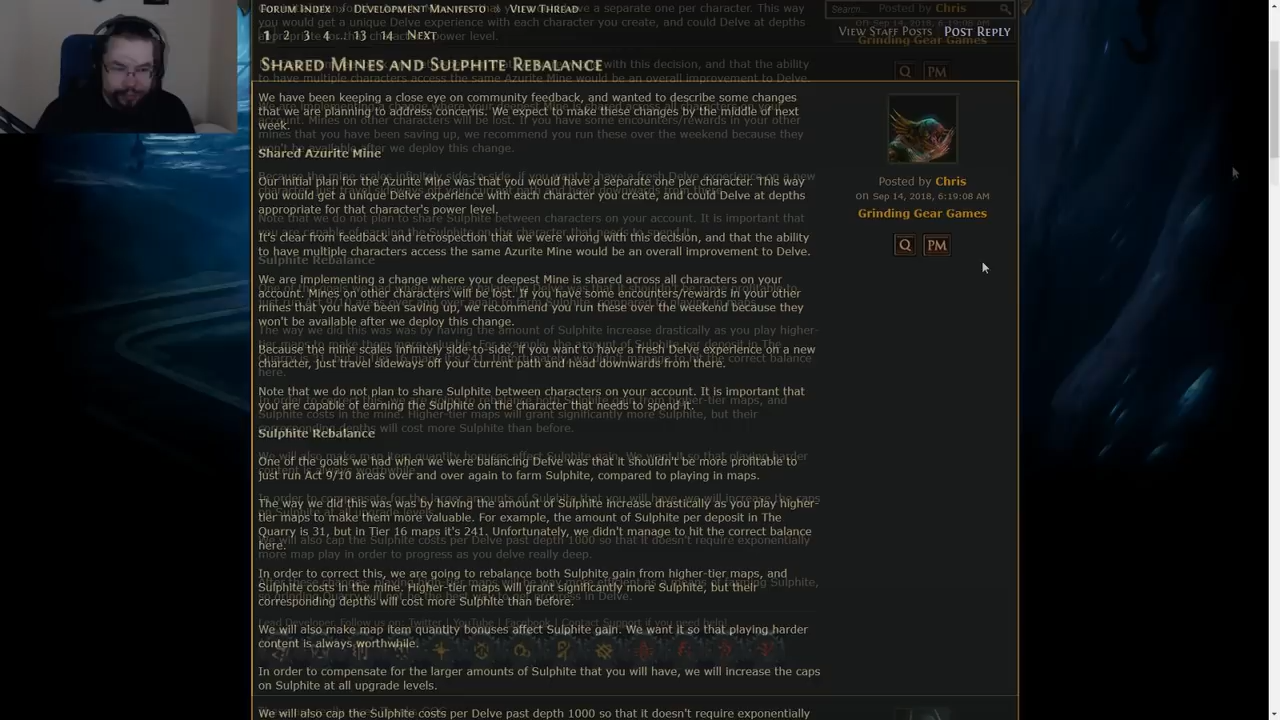 Forum Index › Development Manifesto › View Thread
Search...
1 2 3 4 .. 13 14 Next
View Staff Posts Post Reply
Shared Mines and Sulphite Rebalance
We have been keeping a close eye on community feedback, and wanted to describe some changes
that we are planning to address concerns. We expect to make these changes by the middle of next
week.
Shared Azurite Mine
Our initial plan for the Azurite Mine was that you would have a separate one per character. This way
you would get a unique Delve experience with each character you create, and could Delve at depths
appropriate for that character's power level.
It's clear from feedback and retrospection that we were wrong with this decision, and that the ability
to have multiple characters access the same Azurite Mine would be an overall improvement to Delve.
We are implementing a change where your deepest Mine is shared across all characters on your
account. Mines on other characters will be lost. If you have some encounters/rewards in your other
mines that you have been saving up, we recommend you run these over the weekend because they
won't be available after we deploy this change.
Because the mine scales infinitely side-to-side, if you want to have a fresh Delve experience on a new
character, just travel sideways off your current path and head downwards from there.
Note that we do not plan to share Sulphite between characters on your account. It is important that
you are capable of earning the Sulphite on the character that needs to spend it.
Sulphite Rebalance
One of the goals we had when we were balancing Delve was that it shouldn't be more profitable to
just run Act 9/10 areas over and over again to farm Sulphite, compared to playing in maps.
The way we did this was was by having the amount of Sulphite increase drastically as you play higher-
tier maps to make them more valuable. For example, the amount of Sulphite per deposit in The
Quarry is 31, but in Tier 16 maps it's 241. Unfortunately, we didn't manage to hit the correct balance
here.
In order to correct this, we are going to rebalance both Sulphite gain from higher-tier maps, and
Sulphite costs in the mine. Higher-tier maps will grant significantly more Sulphite, but their
corresponding depths will cost more Sulphite than before.
We will also make map item quantity bonuses affect Sulphite gain. We want it so that playing harder
content is always worthwhile.
In order to compensate for the larger amounts of Sulphite that you will have, we will increase the caps
on Sulphite at all upgrade levels.
We will also cap the Sulphite costs per Delve past depth 1000 so that it doesn't require exponentially
Posted by Chris
on Sep 14, 2018, 6:19:08 AM
Grinding Gear Games
Q PM